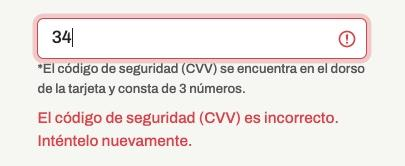 34
*El código de seguridad (CVV) se encuentra en el dorso
de la tarjeta y consta de 3 números.
El código de seguridad (CVV) es incorrecto.
Inténtelo nuevamente.